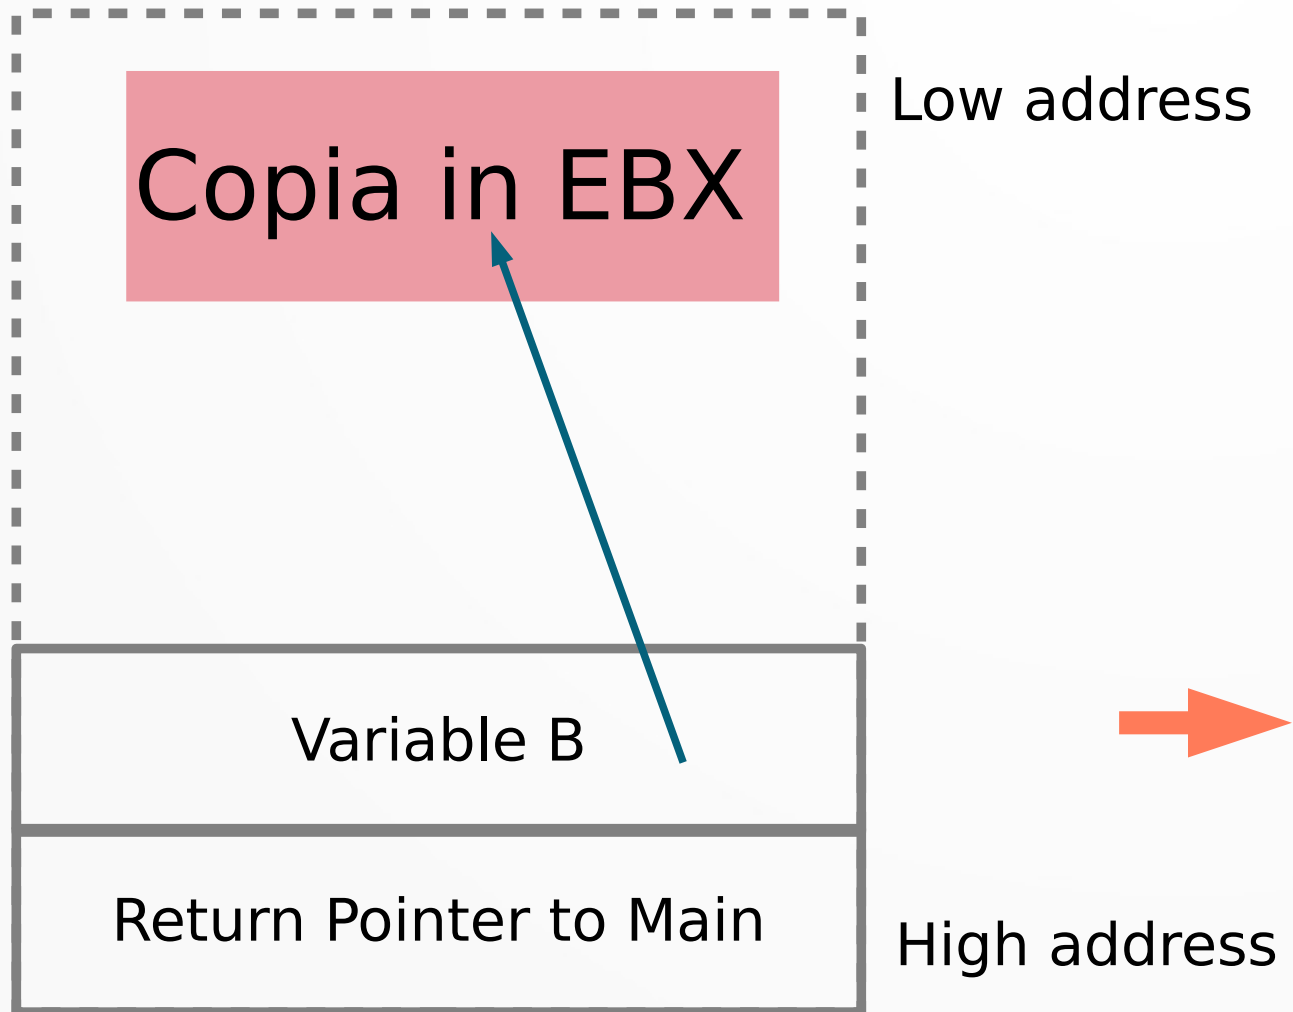 Low address
Copia in EBX
Variable B
Return Pointer to Main
High address